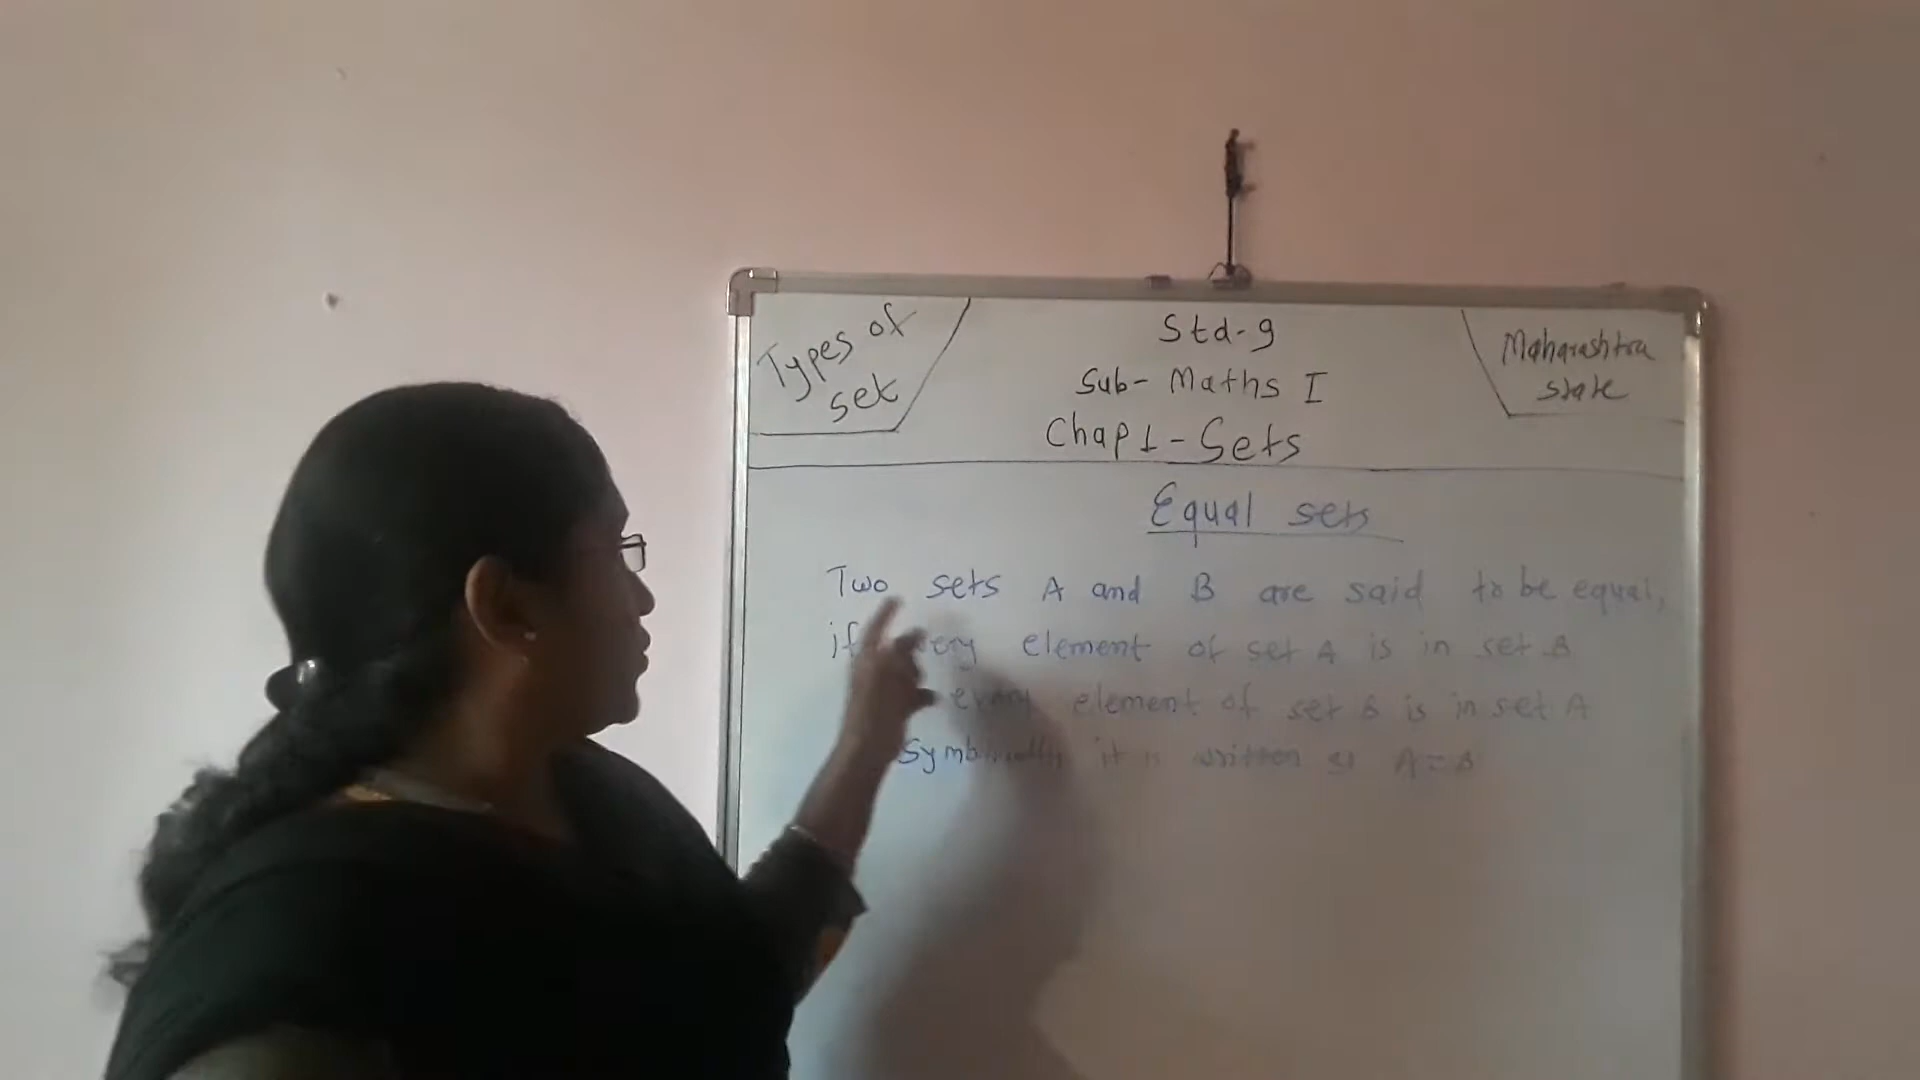 Types of
set
Std-9
Sub- Maths I
Chap 1 - Sets
Maharashtra
state
Equal sets
Two sets A and B are said to be equal,
if every element of set A is in set B
every element of set B is in set A
Symbolically it is written as A = B